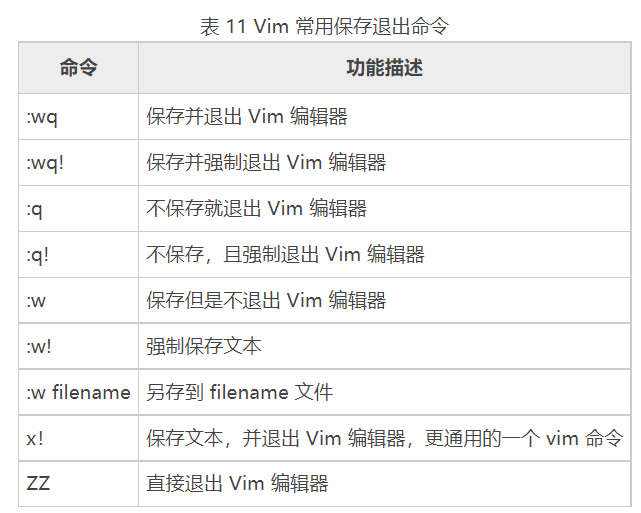 表 11 Vim 常用保存退出命令
命令 功能描述
:wq 保存并退出 Vim 编辑器
:wq! 保存并强制退出 Vim 编辑器
:q 不保存就退出 Vim 编辑器
:q! 不保存，且强制退出 Vim 编辑器
:w 保存但是不退出 Vim 编辑器
:w! 强制保存文本
:w filename 另存到 filename 文件
x! 保存文本，并退出 Vim 编辑器，更通用的一个 vim 命令
ZZ 直接退出 Vim 编辑器